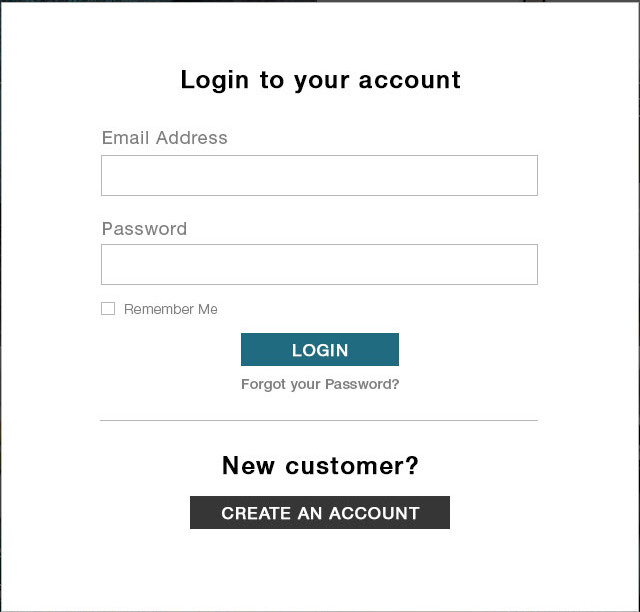 Login to your account
Email Address
Password
Remember Me
LOGIN
Forgot your Password?
New customer?
CREATE AN ACCOUNT